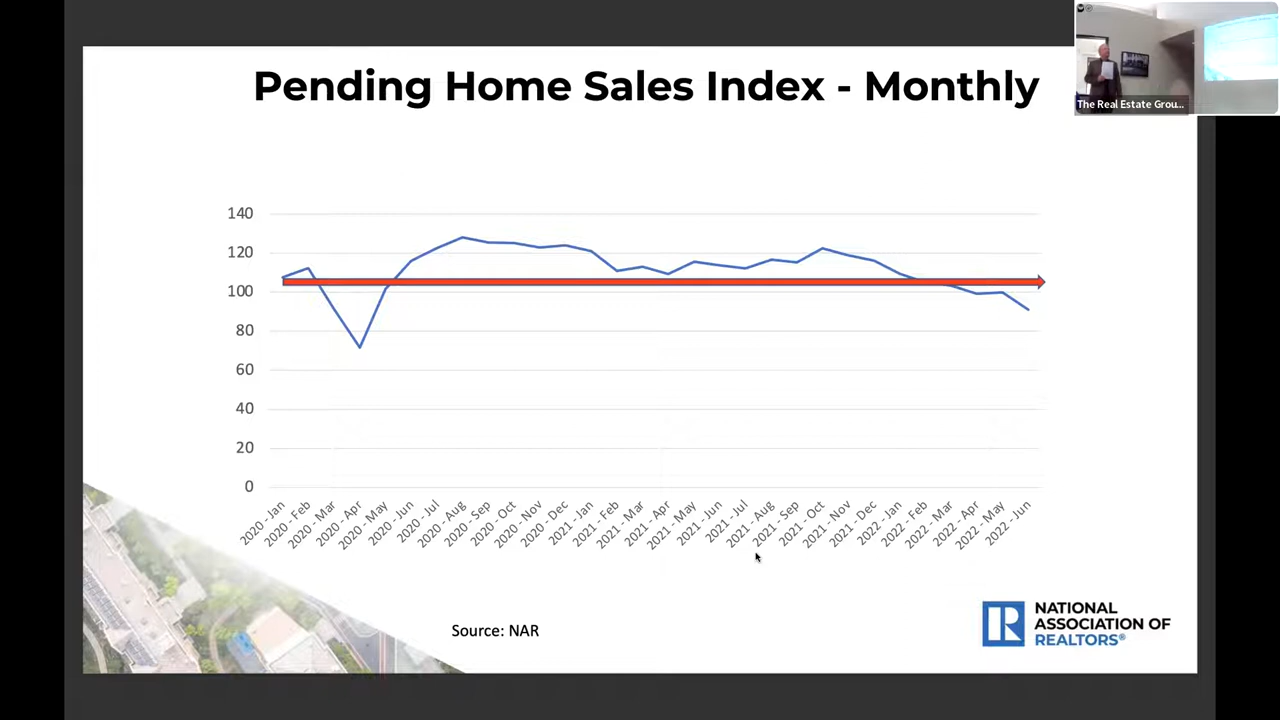 Pending Home Sales Index - Monthly
The Real Estate Grou...
140
120
100
80
60
40
20
0
2020 - Jan
2020 - Feb
2020 - Mar
2020 - Apr
2020 - May
2020 - Jun
2020 - Jul
2020 - Aug
2020 - Sep
2020 - Oct
2020 - Nov
2020 - Dec
2021 - Jan
2021 - Feb
2021 - Mar
2021 - Apr
2021 - May
2021 - Jun
2021 - Jul
2021 - Aug
2021 - Sep
2021 - Oct
2021 - Nov
2021 - Dec
2022 - Jan
2022 - Feb
2022 - Mar
2022 - Apr
2022 - May
2022 - Jun
Source: NAR
NATIONAL
ASSOCIATION OF
REALTORS®